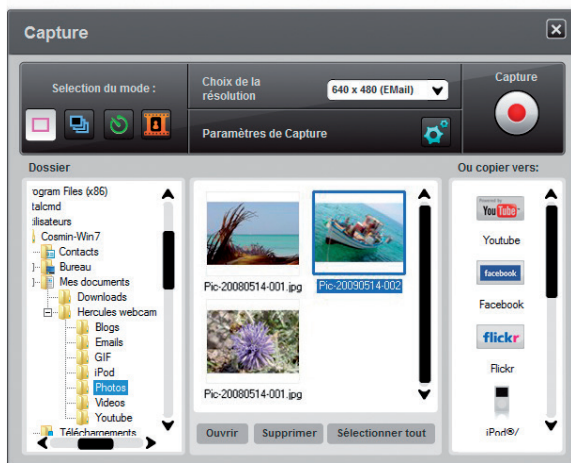 Capture
Selection du mode :
Choix de la
résolution
640 x 480 (EMail)
Capture
Paramètres de Capture
Dossier
Ou copier vers:
ogram Files (x86)
talcmd
ilisateurs
Cosmin-Win7
Contacts
Bureau
Mes documents
Downloads
Hercules webcam
Blogs
Emails
GIF
iPod
Photos
Videos
Youtube
Téléchargements
Pic-20080514-001.jpg
Pic-20090514-002
Pic-20080514-001.jpg
Ouvrir
Supprimer
Sélectionner tout
Powered by
YouTube
Youtube
facebook
Facebook
flickr
Flickr
iPod®/